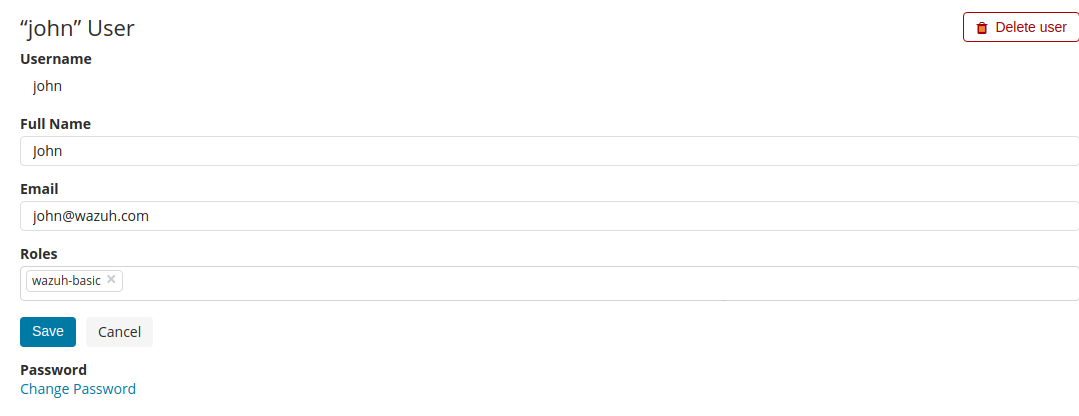 “john” User
Delete user
Username
john
Full Name
John
Email
john@wazuh.com
Roles
wazuh-basic ×
Save
Cancel
Password
Change Password